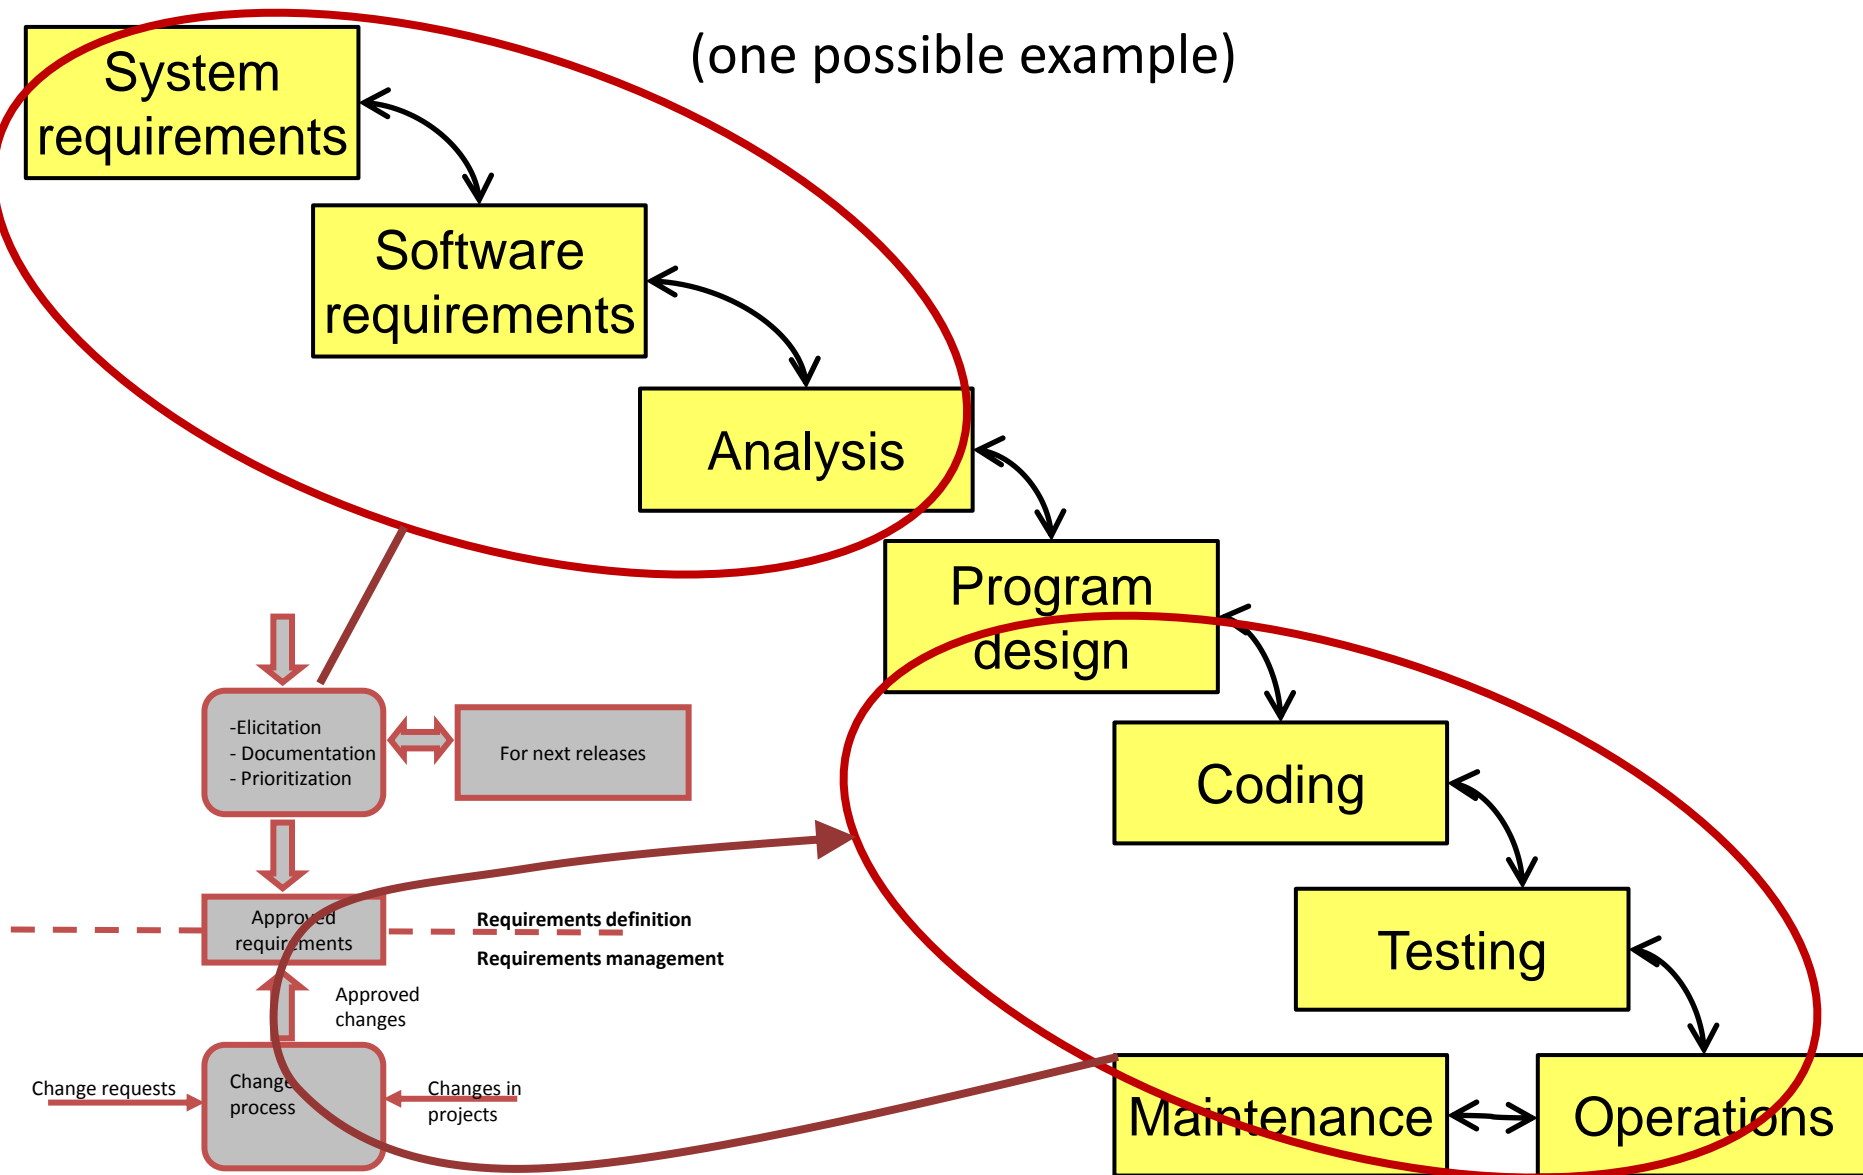 (one possible example)
System
requirements
Software
requirements
Analysis
Program
design
Coding
Testing
Operations
Maintenance
-Elicitation
- Documentation
- Prioritization
For next releases
Approved
requirements
Requirements definition
Requirements management
Approved
changes
Change requests
Change
process
Changes in
projects